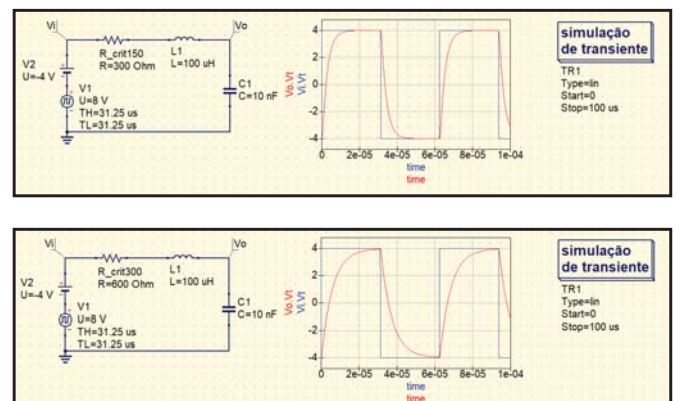 Vi
Vo
R_crit150
R=300 Ohm
L1
L=100 uH
V2
U=-4 V
V1
U=8 V
TH=31.25 us
TL=31.25 us
C1
C=10 nF
Vo.Vt
Vi.Vt
4
2
0
-2
-4
0
2e-05
4e-05
6e-05
8e-05
1e-04
time
time
simulação
de transiente
TR1
Type=lin
Start=0
Stop=100 us
Vi
Vo
R_crit300
R=600 Ohm
L1
L=100 uH
V2
U=-4 V
V1
U=8 V
TH=31.25 us
TL=31.25 us
C1
C=10 nF
Vo.Vt
Vi.Vt
4
2
0
-2
-4
0
2e-05
4e-05
6e-05
8e-05
1e-04
time
time
simulação
de transiente
TR1
Type=lin
Start=0
Stop=100 us